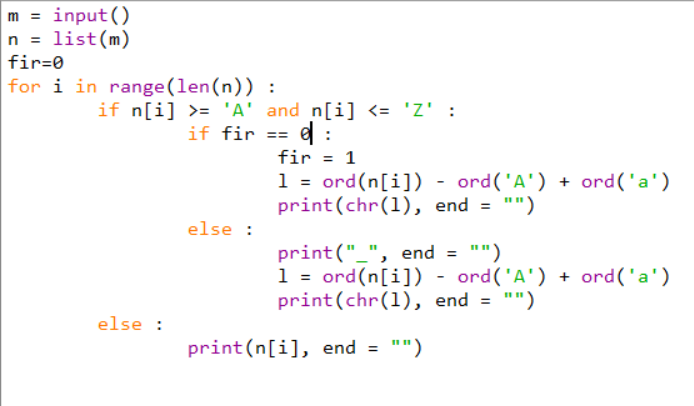 m = input()
n = list(m)
fir=0
for i in range(len(n)) :
        if n[i] >= 'A' and n[i] <= 'Z' :
                if fir == 0 :
                        fir = 1
                        l = ord(n[i]) - ord('A') + ord('a')
                        print(chr(l), end = "")
                else :
                        print("_", end = "")
                        l = ord(n[i]) - ord('A') + ord('a')
                        print(chr(l), end = "")
        else :
                print(n[i], end = "")